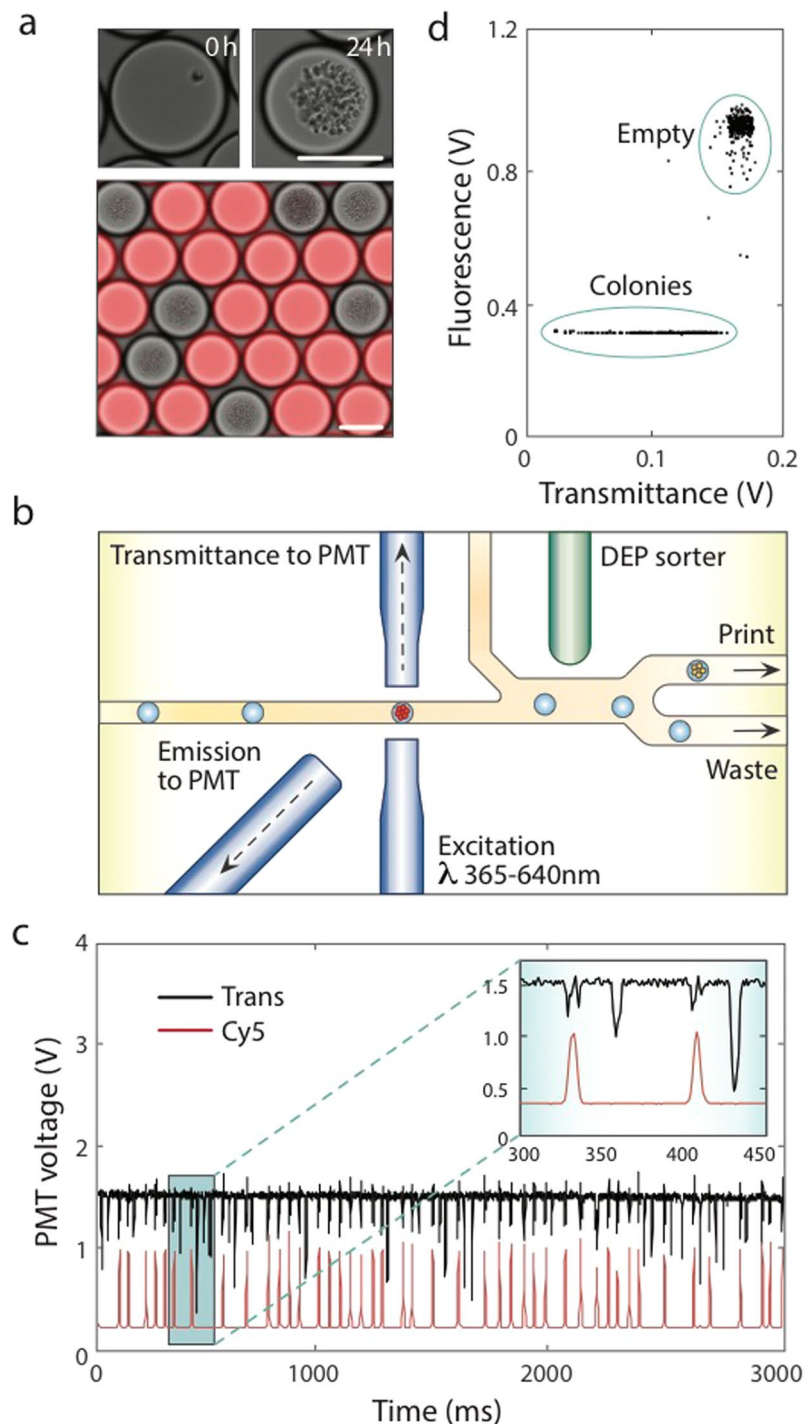 a
0 h
24 h
b
Transmittance to PMT
DEP sorter
Print
Emission
to PMT
Waste
Excitation
λ 365-640nm
c
4
3
2
1
0
PMT voltage (V)
Trans
Cy5
1.5
1.0
0.5
0
300
350
400
450
0
1000
2000
3000
Time (ms)
d
1.2
0.8
0.4
0
Fluorescence (V)
Empty
Colonies
0
0.1
0.2
Transmittance (V)